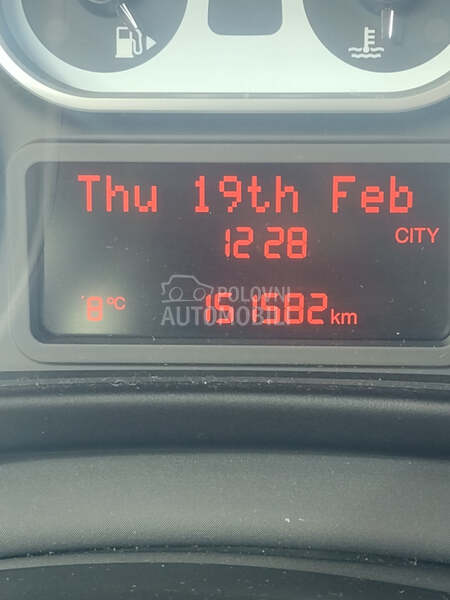 Thu 19th Feb
12 28 CITY
POLOVNI
8°C AUTOMOBILI 151582 km